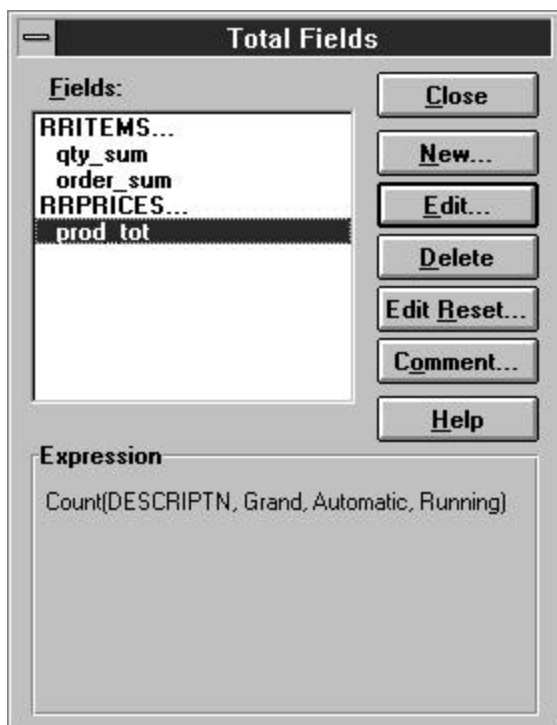 Total Fields
Fields:
RRITEMS...
qty_sum
order_sum
RRPRICES...
prod_tot
Close
New...
Edit...
Delete
Edit Reset...
Comment...
Help
Expression
Count(DESCRIPTN, Grand, Automatic, Running)